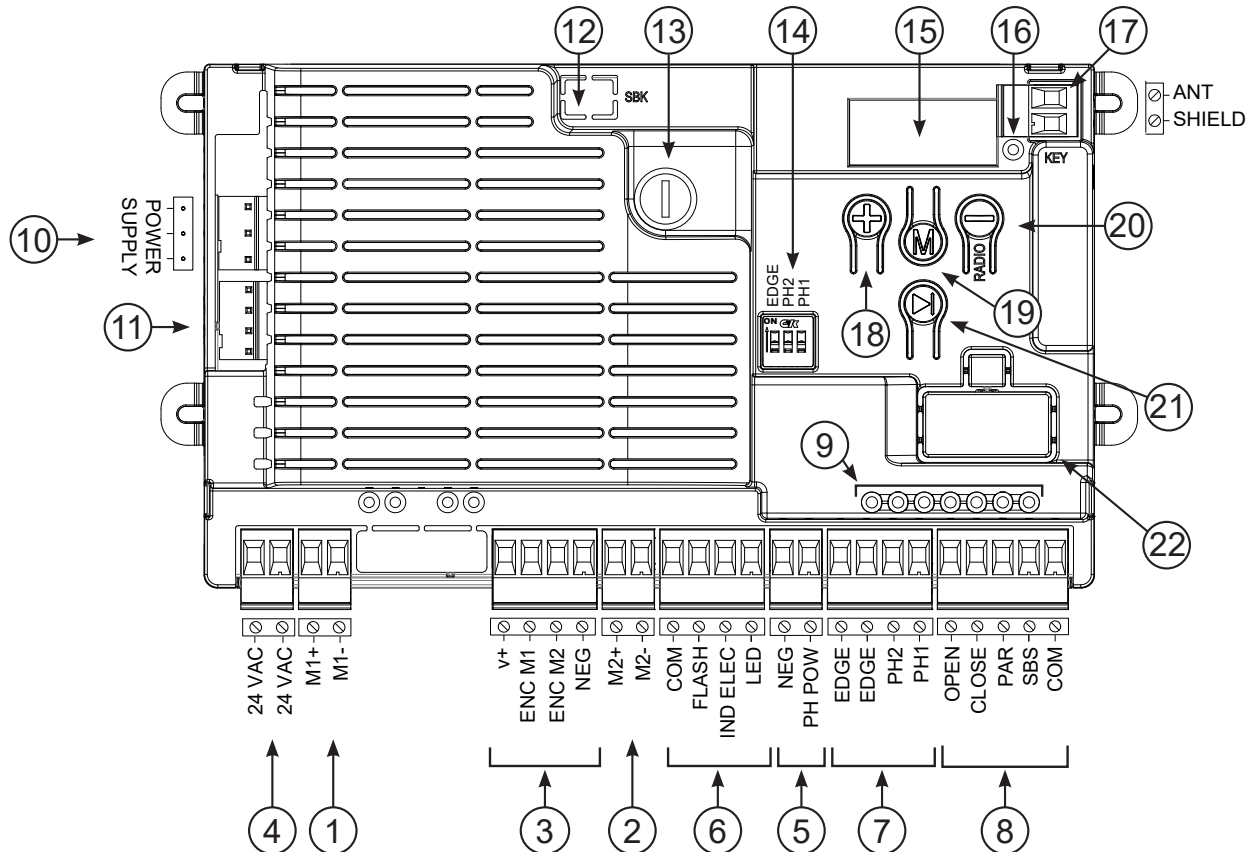 12
13
14
15
16
17
SBK
ANT
SHIELD
KEY
10
POWER
SUPPLY
20
M
RADIO
EDGE
PH2
PH1
11
18
19
ON
21
9
22
24 VAC
24 VAC
M1+
M1-
v+
ENC M1
ENC M2
NEG
M2+
M2-
COM
FLASH
IND ELEC
LED
NEG
PH POW
EDGE
EDGE
PH2
PH1
OPEN
CLOSE
PAR
SBS
COM
4
1
3
2
6
5
7
8